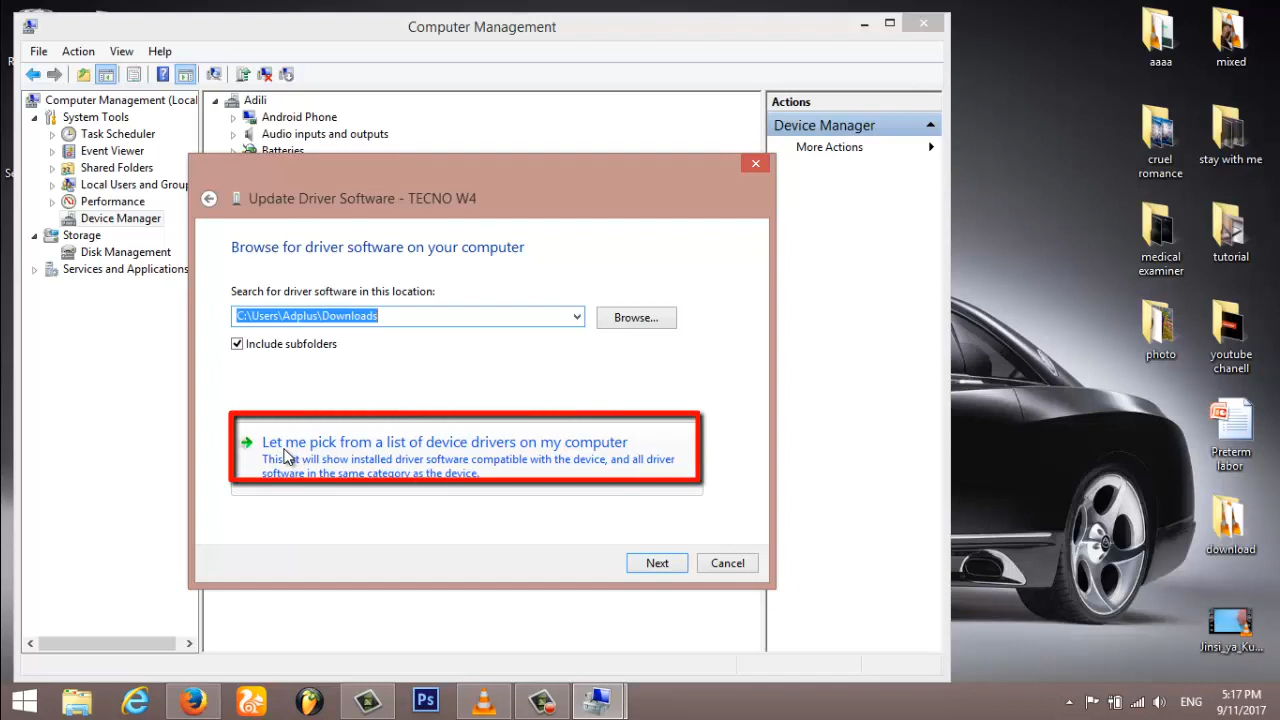 Computer Management
File Action View Help
Computer Management (Local
System Tools
Task Scheduler
Event Viewer
Shared Folders
Local Users and Group
Performance
Device Manager
Storage
Disk Management
Services and Applications
Adili
Android Phone
Audio inputs and outputs
Batteries
Actions
Device Manager
More Actions
Update Driver Software - TECNO W4
Browse for driver software on your computer
Search for driver software in this location:
C:\Users\Adplus\Downloads
Browse...
Include subfolders
Let me pick from a list of device drivers on my computer
This will show installed driver software compatible with the device, and all driver
software in the same category as the device.
Next Cancel
aaaa
mixed
cruel
romance
stay with me
medical
examiner
tutorial
photo
youtube
chanell
Preterm
labor
download
Jinsi_ya_Ku...
Ps
ENG
5:17 PM
9/11/2017